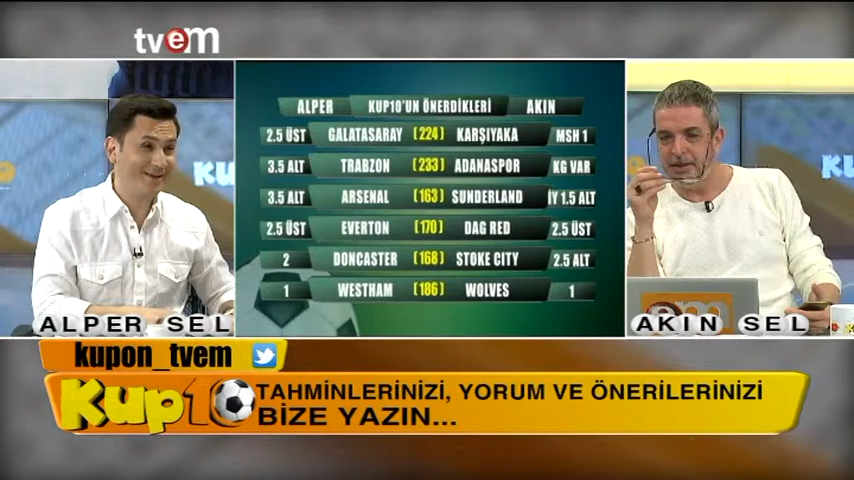 tvem
ALPER KUP10'UN ÖNERDİKLERİ AKIN
2.5 ÜST GALATASARAY (224) KARŞIYAKA MSH 1
3.5 ALT TRABZON (233) ADANASPOR KG VAR
3.5 ALT ARSENAL (163) SUNDERLAND İY 1.5 ALT
2.5 ÜST EVERTON (170) DAG RED 2.5 ÜST
2 DONCASTER (168) STOKE CITY 2.5 ALT
1 WESTHAM (186) WOLVES 1
ALPER SEL
AKIN SEL
kupon_tvem
Kup10
TAHMİNLERİNİZİ, YORUM VE ÖNERİLERİNİZİ
BİZE YAZIN...